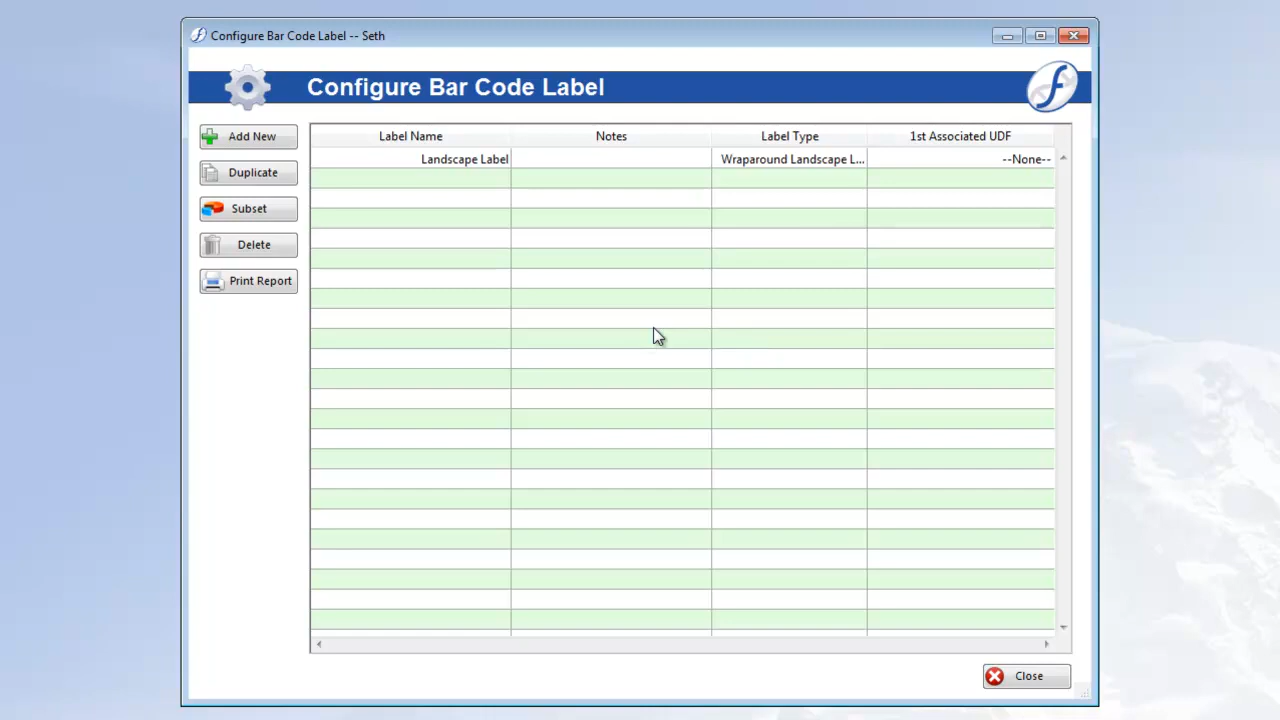 Configure Bar Code Label -- Seth
Configure Bar Code Label
Add New
Duplicate
Subset
Delete
Print Report
Label Name Notes Label Type 1st Associated UDF
Landscape Label Wraparound Landscape L... --None--
Close